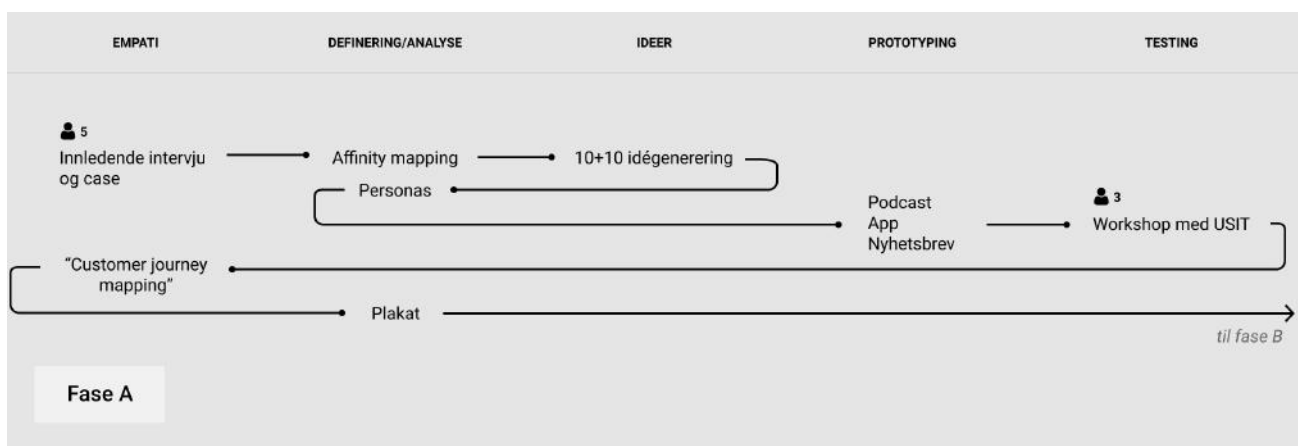 EMPATI
DEFINERING/ANALYSE
IDEER
PROTOTYPING
TESTING
5
Innledende intervju
og case
Affinity mapping
10+10 idégenerering
Personas
Podcast
App
Nyhetsbrev
3
Workshop med USIT
“Customer journey
mapping”
Plakat
til fase B
Fase A